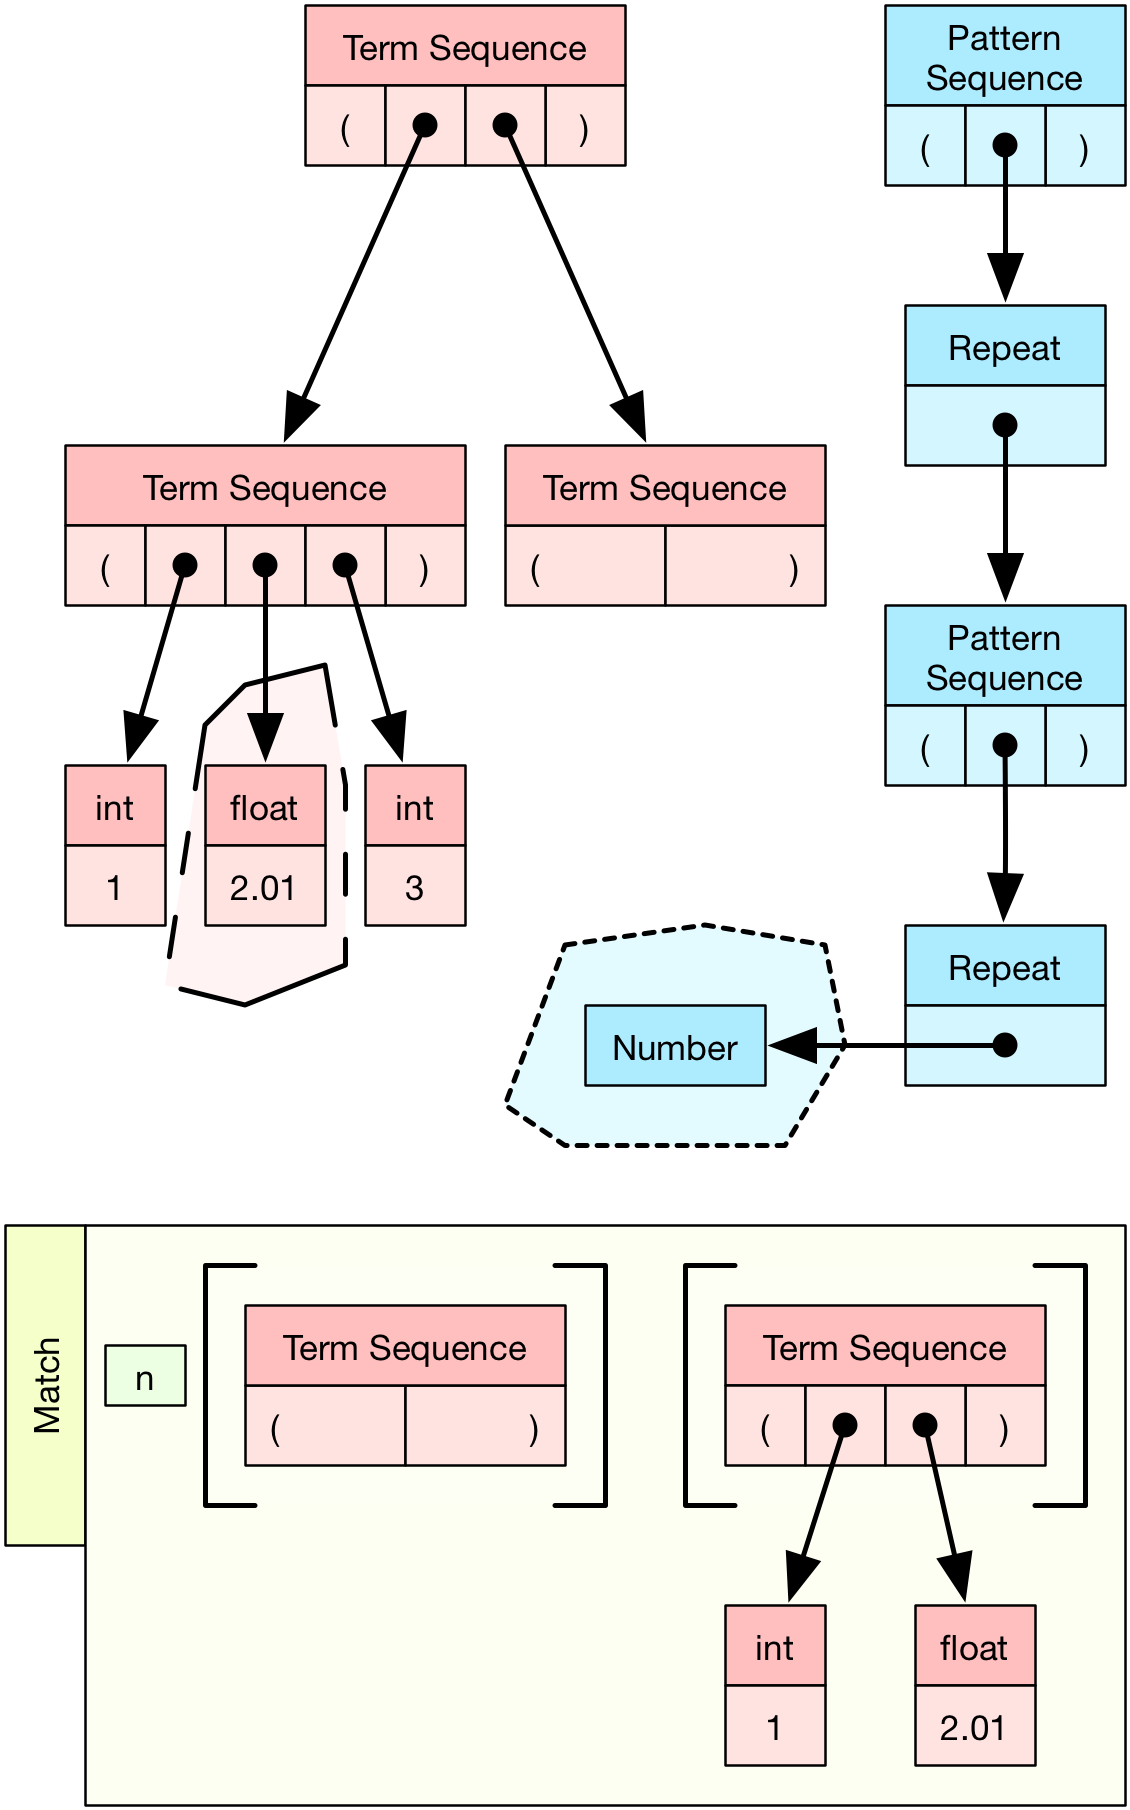 Term Sequence
( )
Pattern
Sequence
( )
Repeat
Term Sequence
( )
Term Sequence
( )
Pattern
Sequence
( )
int
1
float
2.01
int
3
Repeat
Number
Match
n
Term Sequence
( )
Term Sequence
( )
int
1
float
2.01